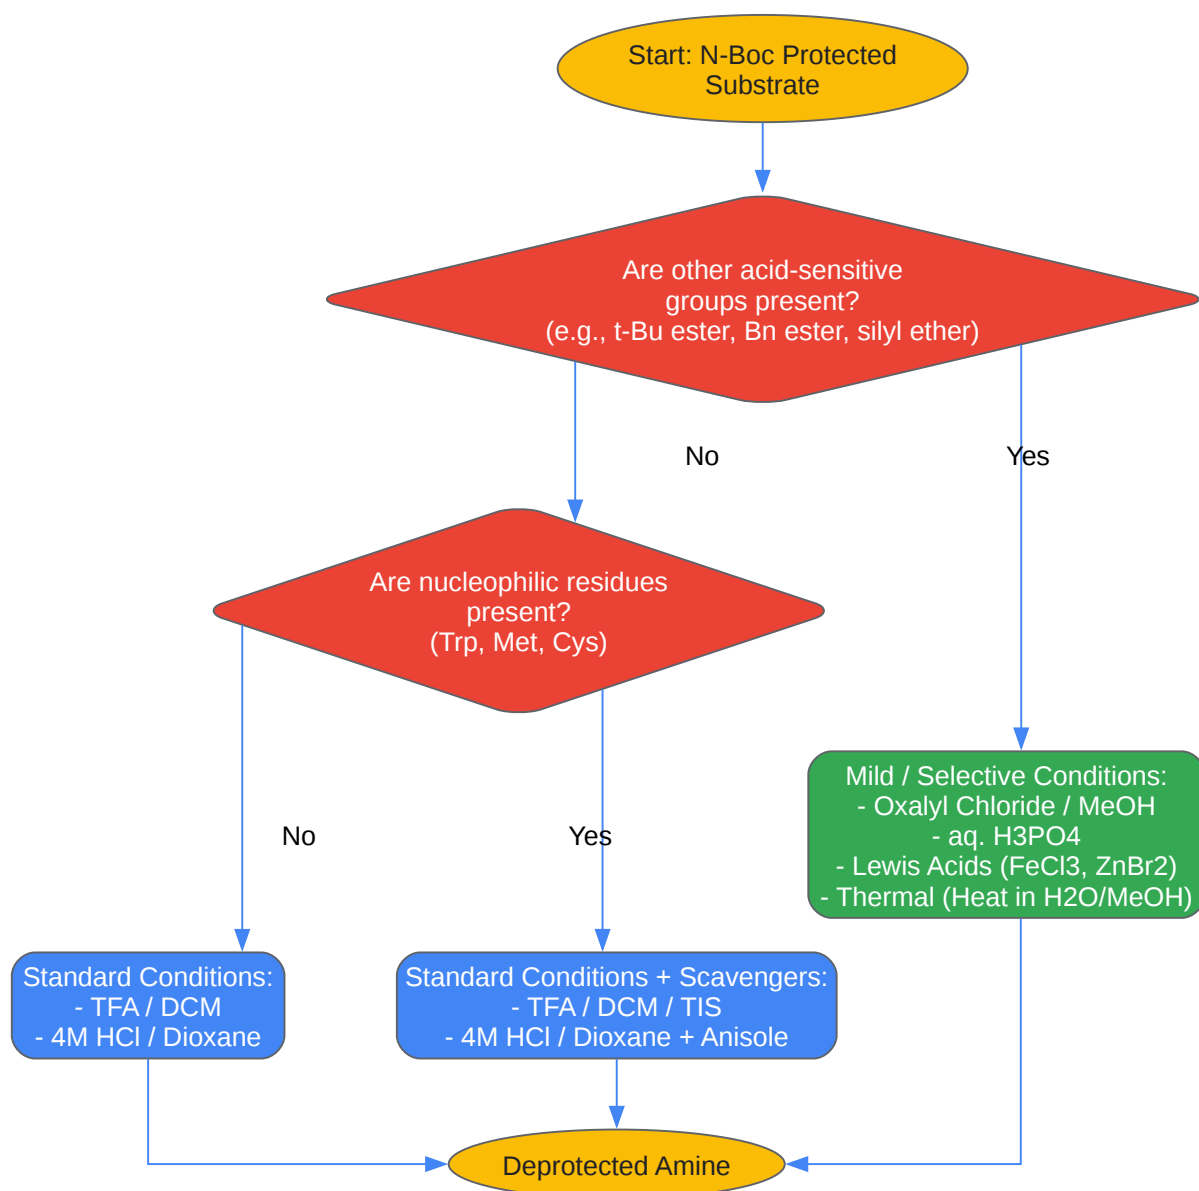 Start: N-Boc Protected
Substrate
Are other acid-sensitive
groups present?
(e.g., t-Bu ester, Bn ester, silyl ether)
No
Yes
Are nucleophilic residues
present?
(Trp, Met, Cys)
Mild / Selective Conditions:
- Oxalyl Chloride / MeOH
- aq. H3PO4
- Lewis Acids (FeCl3, ZnBr2)
- Thermal (Heat in H2O/MeOH)
No
Yes
Standard Conditions:
- TFA / DCM
- 4M HCl / Dioxane
Standard Conditions + Scavengers:
- TFA / DCM / TIS
- 4M HCl / Dioxane + Anisole
Deprotected Amine